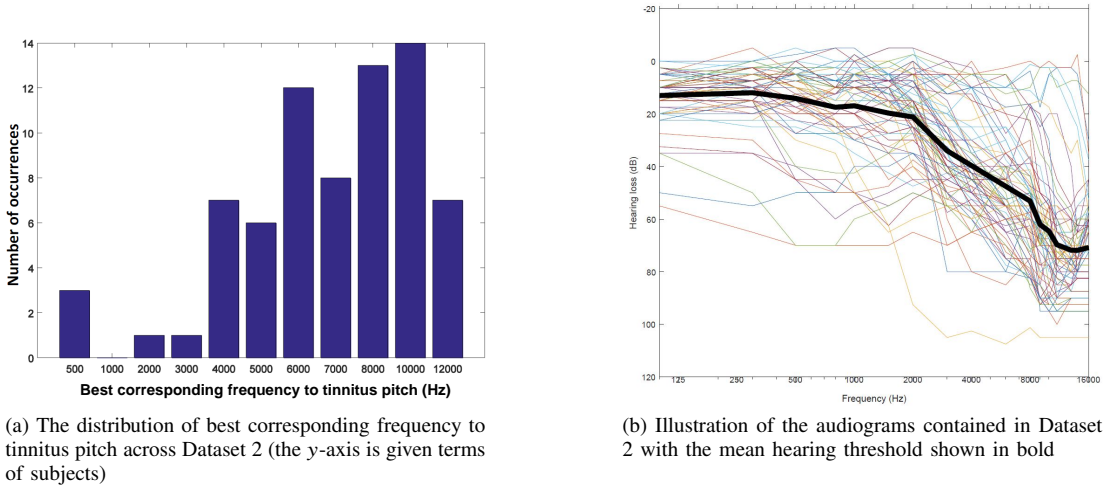 14
12
10
8
6
4
2
0
Number of occurrences
500 1000 2000 3000 4000 5000 6000 7000 8000 10000 12000
Best corresponding frequency to tinnitus pitch (Hz)
(a) The distribution of best corresponding frequency to
tinnitus pitch across Dataset 2 (the y-axis is given terms
of subjects)
-20
0
20
40
60
80
100
120
Hearing loss (dB)
125 250 500 1000 2000 4000 8000 16000
Frequency (Hz)
(b) Illustration of the audiograms contained in Dataset
2 with the mean hearing threshold shown in bold